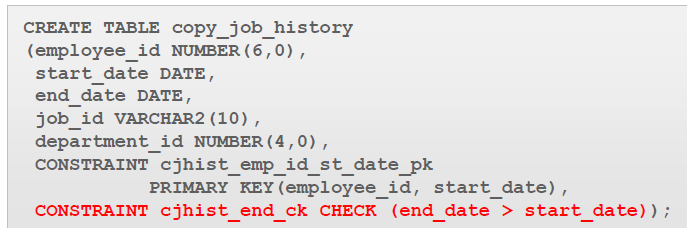 CREATE TABLE copy_job_history
(employee_id NUMBER(6,0),
start_date DATE,
end_date DATE,
job_id VARCHAR2(10),
department_id NUMBER(4,0),
CONSTRAINT cjhist_emp_id_st_date_pk
PRIMARY KEY(employee_id, start_date),
CONSTRAINT cjhist_end_ck CHECK (end_date > start_date));